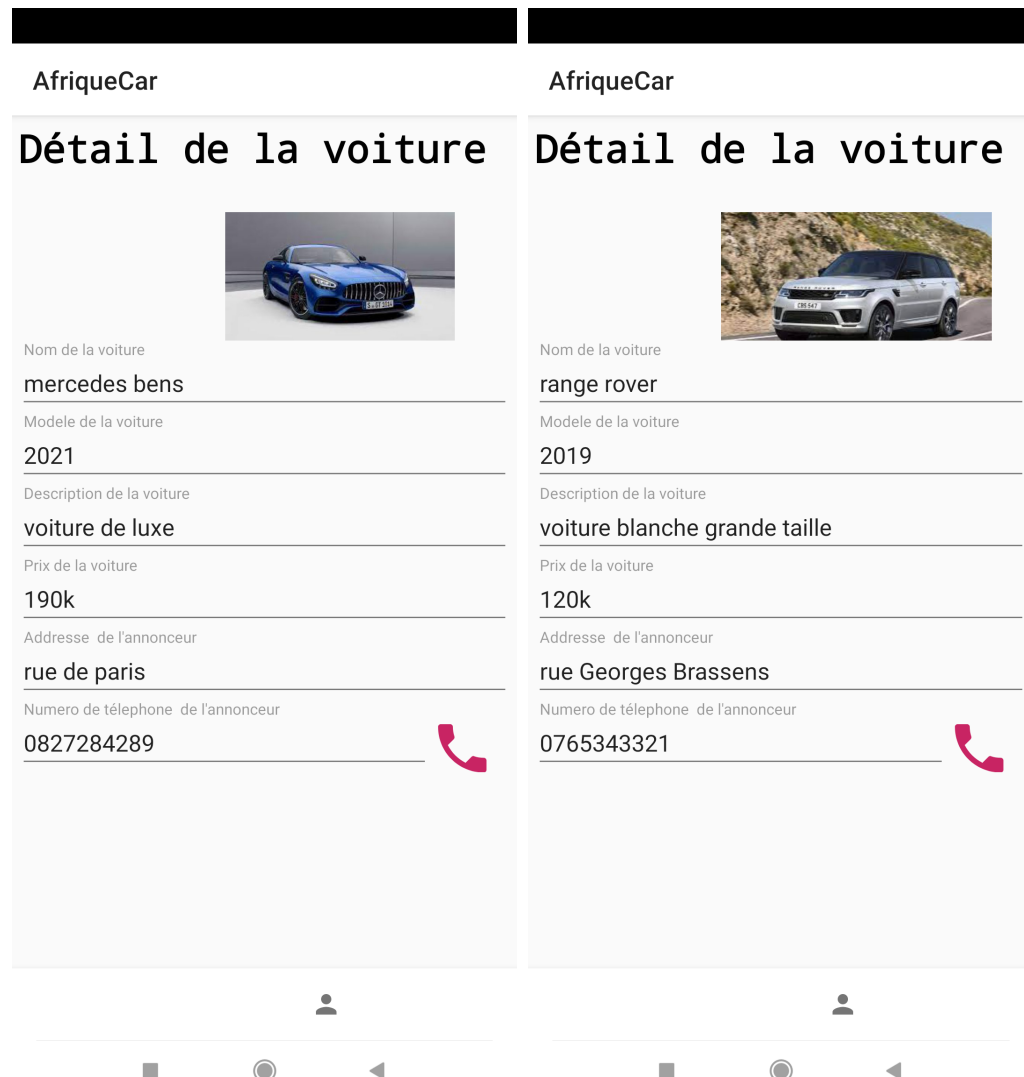 AfriqueCar
Détail de la voiture
Nom de la voiture
mercedes bens
Modele de la voiture
2021
Description de la voiture
voiture de luxe
Prix de la voiture
190k
Addresse  de l'annonceur
rue de paris
Numero de télephone  de l'annonceur
0827284289
AfriqueCar
Détail de la voiture
RANGE ROVER
Nom de la voiture
range rover
Modele de la voiture
2019
Description de la voiture
voiture blanche grande taille
Prix de la voiture
120k
Addresse  de l'annonceur
rue Georges Brassens
Numero de télephone  de l'annonceur
0765343321